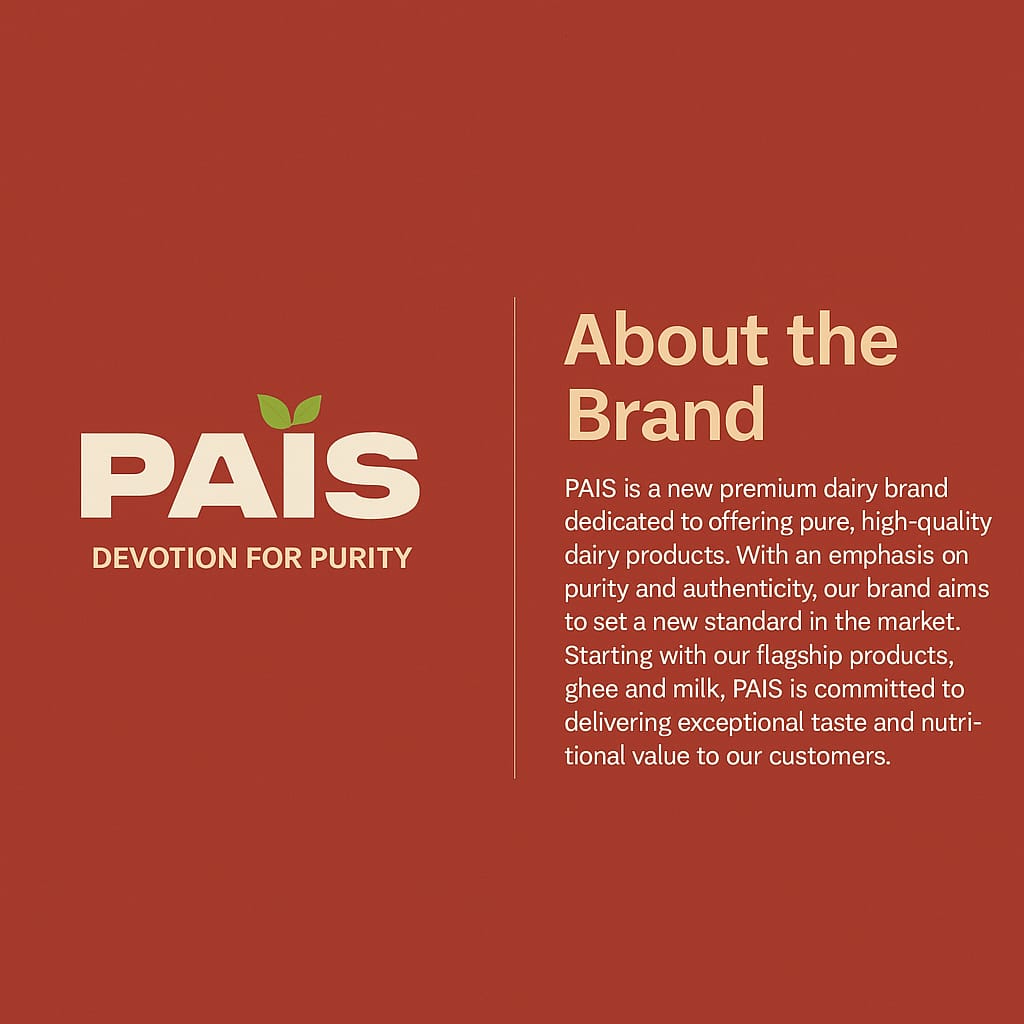 PAIS
DEVOTION FOR PURITY
About the
Brand
PAIS is a new premium dairy brand
dedicated to offering pure, high-quality
dairy products. With an emphasis on
purity and authenticity, our brand aims
to set a new standard in the market.
Starting with our flagship products,
ghee and milk, PAIS is committed to
delivering exceptional taste and nutri-
tional value to our customers.